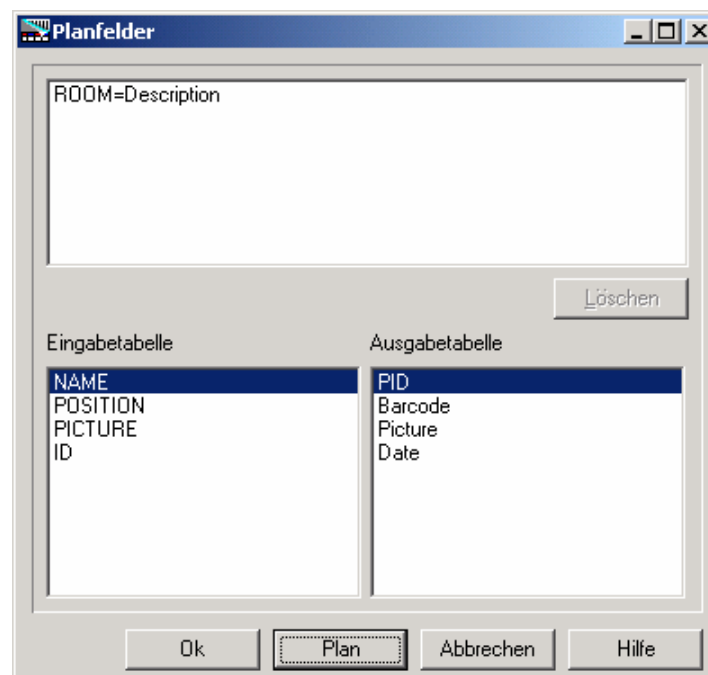 Planfelder
ROOM=Description
Löschen
Eingabetabelle
Ausgabetabelle
NAME
POSITION
PICTURE
ID
PID
Barcode
Picture
Date
Ok
Plan
Abbrechen
Hilfe